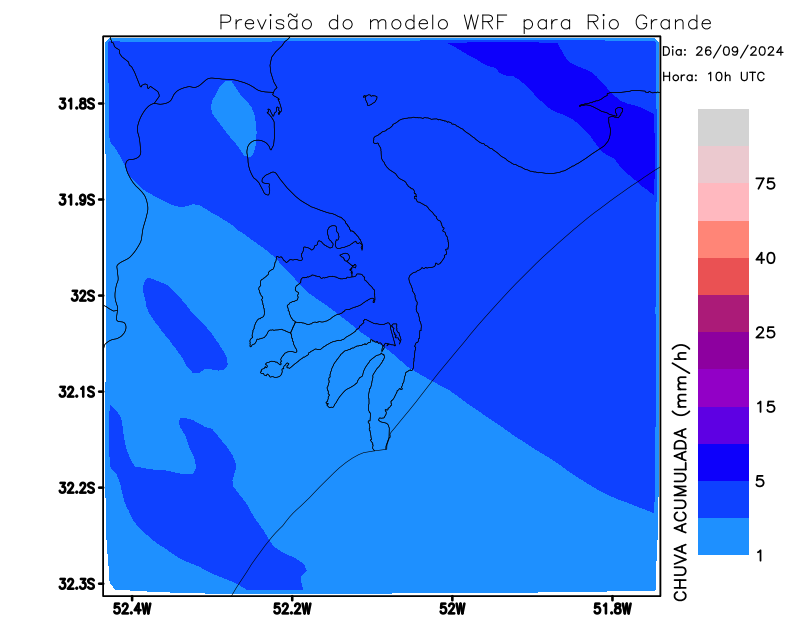 Previsão do modelo WRF para Rio Grande
Dia: 26/09/2024
Hora: 10h UTC
31.8S
31.9S
32S
32.1S
32.2S
32.3S
52.4W
52.2W
52W
51.8W
75
40
25
15
5
1
CHUVA ACUMULADA (mm/h)